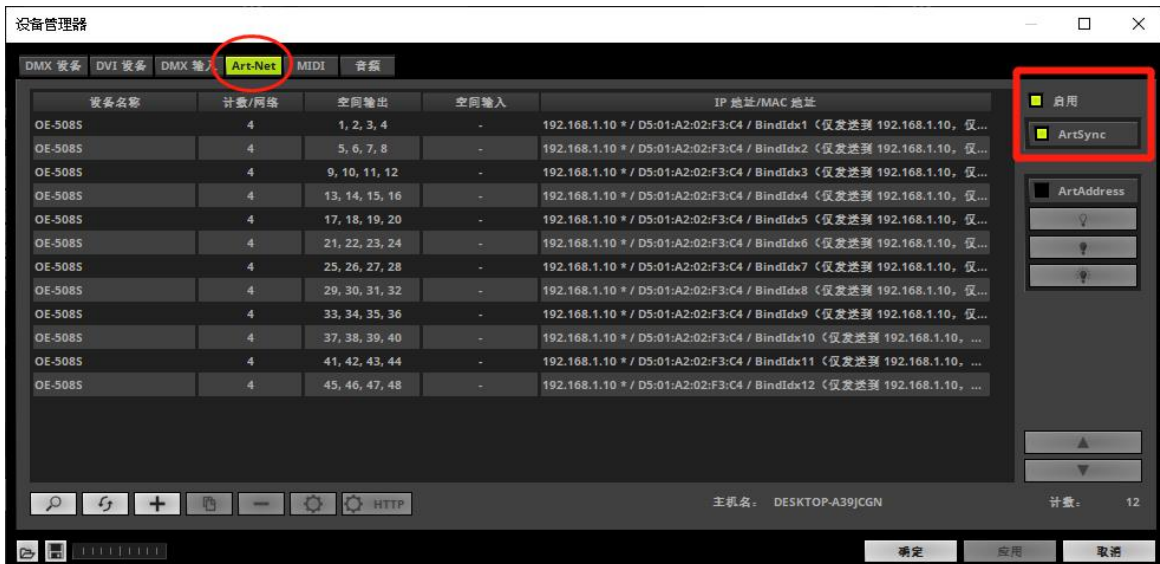 设备管理器
DMX 设备 DVI 设备 DMX 输入 Art-Net MIDI 音频
设备名称 计数/网络 空间输出 空间输入 IP 地址/MAC 地址
OE-508S 4 1, 2, 3, 4 - 192.168.1.10 * / D5:01:A2:02:F3:C4 / BindIdx1（仅发送到 192.168.1.10，仅...
OE-508S 4 5, 6, 7, 8 - 192.168.1.10 * / D5:01:A2:02:F3:C4 / BindIdx2（仅发送到 192.168.1.10，仅...
OE-508S 4 9, 10, 11, 12 - 192.168.1.10 * / D5:01:A2:02:F3:C4 / BindIdx3（仅发送到 192.168.1.10，仅...
OE-508S 4 13, 14, 15, 16 - 192.168.1.10 * / D5:01:A2:02:F3:C4 / BindIdx4（仅发送到 192.168.1.10，仅...
OE-508S 4 17, 18, 19, 20 - 192.168.1.10 * / D5:01:A2:02:F3:C4 / BindIdx5（仅发送到 192.168.1.10，仅...
OE-508S 4 21, 22, 23, 24 - 192.168.1.10 * / D5:01:A2:02:F3:C4 / BindIdx6（仅发送到 192.168.1.10，仅...
OE-508S 4 25, 26, 27, 28 - 192.168.1.10 * / D5:01:A2:02:F3:C4 / BindIdx7（仅发送到 192.168.1.10，仅...
OE-508S 4 29, 30, 31, 32 - 192.168.1.10 * / D5:01:A2:02:F3:C4 / BindIdx8（仅发送到 192.168.1.10，仅...
OE-508S 4 33, 34, 35, 36 - 192.168.1.10 * / D5:01:A2:02:F3:C4 / BindIdx9（仅发送到 192.168.1.10，仅...
OE-508S 4 37, 38, 39, 40 - 192.168.1.10 * / D5:01:A2:02:F3:C4 / BindIdx10（仅发送到 192.168.1.10，...
OE-508S 4 41, 42, 43, 44 - 192.168.1.10 * / D5:01:A2:02:F3:C4 / BindIdx11（仅发送到 192.168.1.10，...
OE-508S 4 45, 46, 47, 48 - 192.168.1.10 * / D5:01:A2:02:F3:C4 / BindIdx12（仅发送到 192.168.1.10，...
启用
ArtSync
ArtAddress
HTTP
主机名： DESKTOP-A39JCGN 计数： 12
确定 应用 取消